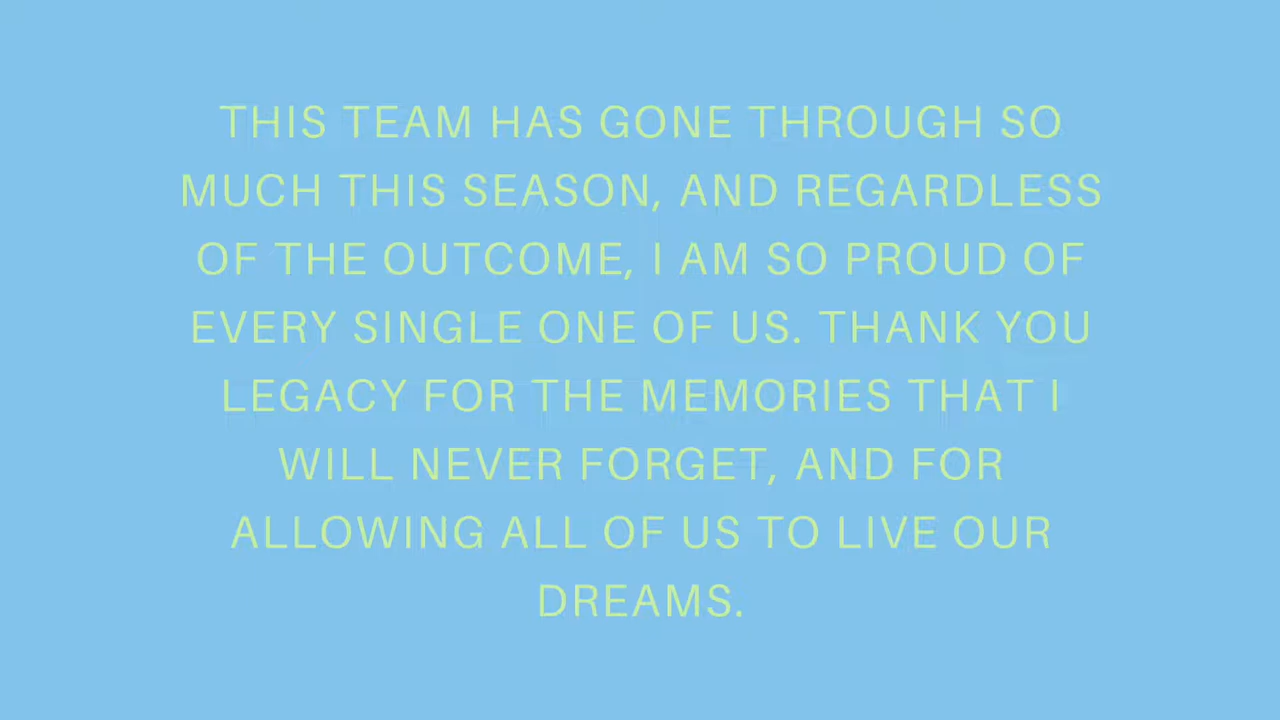 THIS TEAM HAS GONE THROUGH SO
MUCH THIS SEASON, AND REGARDLESS
OF THE OUTCOME, I AM SO PROUD OF
EVERY SINGLE ONE OF US. THANK YOU
LEGACY FOR THE MEMORIES THAT I
WILL NEVER FORGET, AND FOR
ALLOWING ALL OF US TO LIVE OUR
DREAMS.